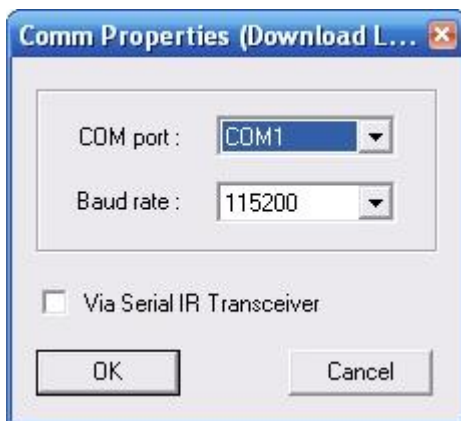 Comm Properties (Download L...
COM port : COM1
Baud rate : 115200
Via Serial IR Transceiver
OK Cancel